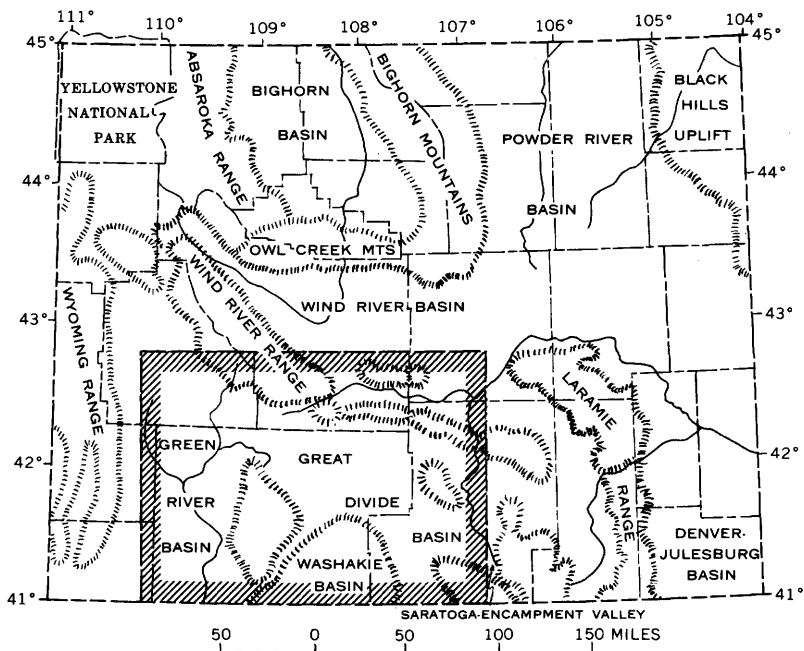 111° 110° 109° 108° 107° 106° 105° 104°
45° 45°
YELLOWSTONE
NATIONAL
PARK
ABSAROKA RANGE
BIGHORN
BASIN
BIGHORN MOUNTAINS
POWDER RIVER
BASIN
BLACK
HILLS
UPLIFT
44° 44°
OWL CREEK MTS
WIND RIVER BASIN
WIND RIVER RANGE
WYOMING RANGE
43° 43°
LARAMIE
RANGE
42° 42°
GREEN
RIVER
BASIN
GREAT
DIVIDE
BASIN
WASHAKIE
BASIN
DENVER-
JULESBURG
BASIN
41° 41°
SARATOGA-ENCAMPMENT VALLEY
50 0 50 100 150 MILES